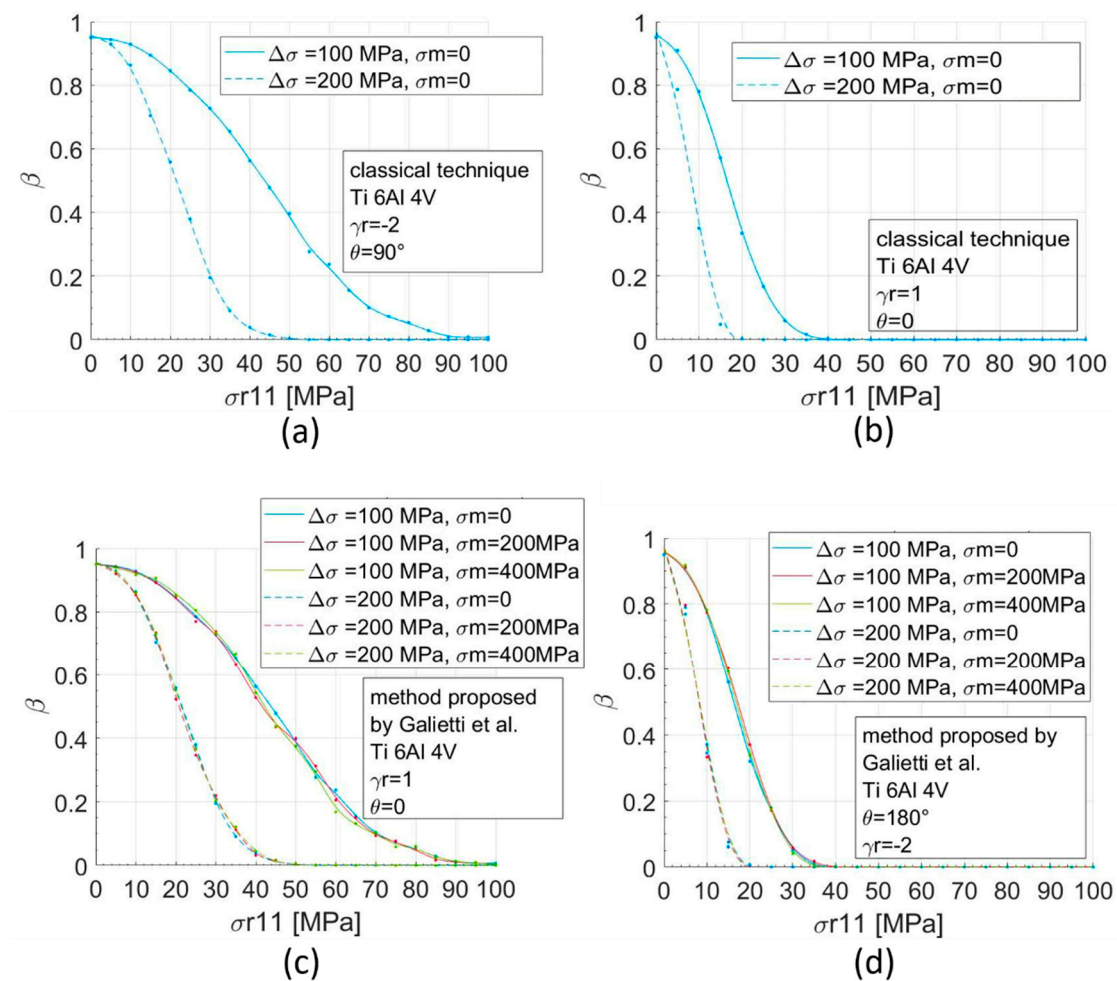 1
0.8
0.6
0.4
0.2
0
β
0 10 20 30 40 50 60 70 80 90 100
σr11 [MPa]
Δσ =100 MPa, σm=0
Δσ =200 MPa, σm=0
classical technique
Ti 6Al 4V
γr=-2
θ=90°
(a)
1
0.8
0.6
0.4
0.2
0
β
0 10 20 30 40 50 60 70 80 90 100
σr11 [MPa]
Δσ =100 MPa, σm=0
Δσ =200 MPa, σm=0
classical technique
Ti 6Al 4V
γr=1
θ=0
(b)
1
0.8
0.6
0.4
0.2
0
β
0 10 20 30 40 50 60 70 80 90 100
σr11 [MPa]
Δσ =100 MPa, σm=0
Δσ =100 MPa, σm=200MPa
Δσ =100 MPa, σm=400MPa
Δσ =200 MPa, σm=0
Δσ =200 MPa, σm=200MPa
Δσ =200 MPa, σm=400MPa
method proposed
by Galietti et al.
Ti 6Al 4V
γr=1
θ=0
(c)
1
0.8
0.6
0.4
0.2
0
β
0 10 20 30 40 50 60 70 80 90 100
σr11 [MPa]
Δσ =100 MPa, σm=0
Δσ =100 MPa, σm=200MPa
Δσ =100 MPa, σm=400MPa
Δσ =200 MPa, σm=0
Δσ =200 MPa, σm=200MPa
Δσ =200 MPa, σm=400MPa
method proposed by
Galietti et al.
Ti 6Al 4V
θ=180°
γr=-2
(d)